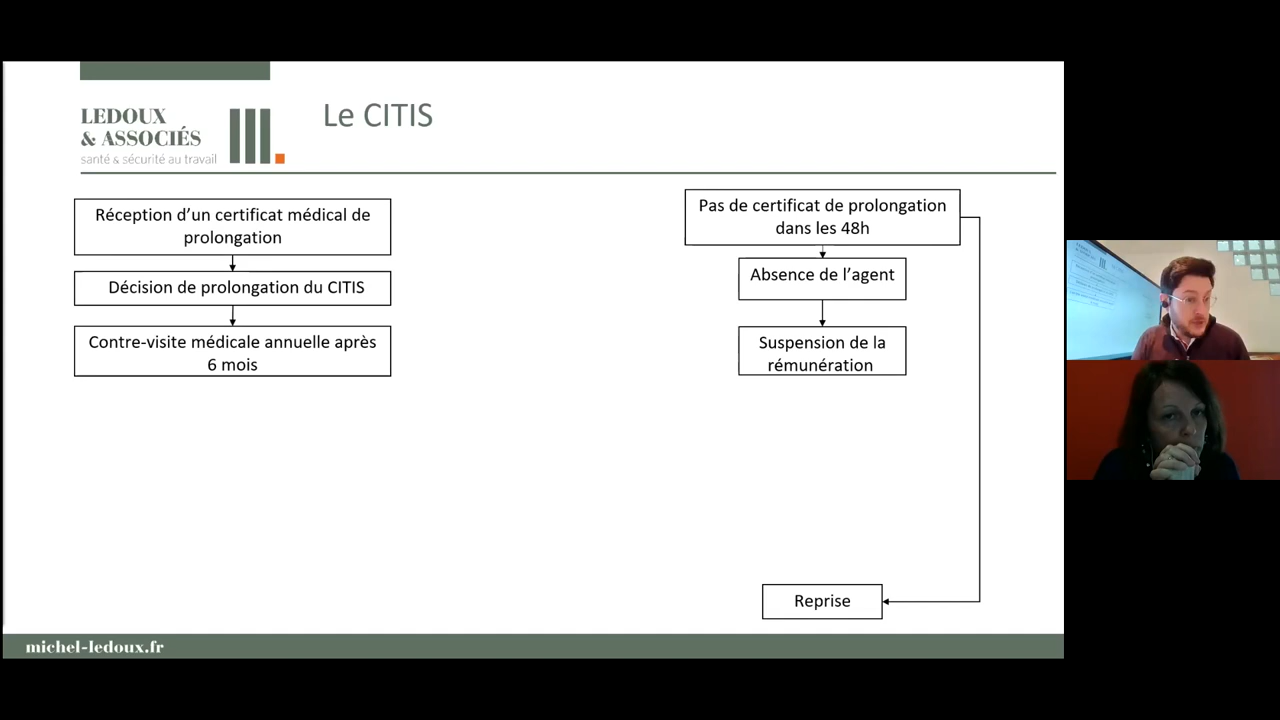 LEDOUX
& ASSOCIÉS
santé & sécurité au travail
Le CITIS
Réception d’un certificat médical de
prolongation
Décision de prolongation du CITIS
Contre-visite médicale annuelle après
6 mois
Pas de certificat de prolongation
dans les 48h
Absence de l’agent
Suspension de la
rémunération
Reprise
michel-ledoux.fr